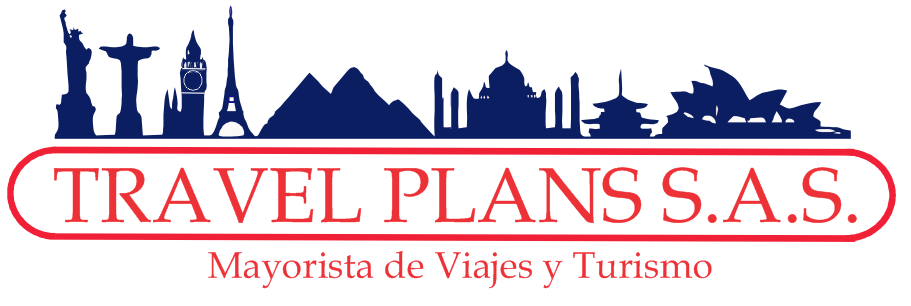 TRAVEL PLANS S.A.S.
Mayorista de Viajes y Turismo